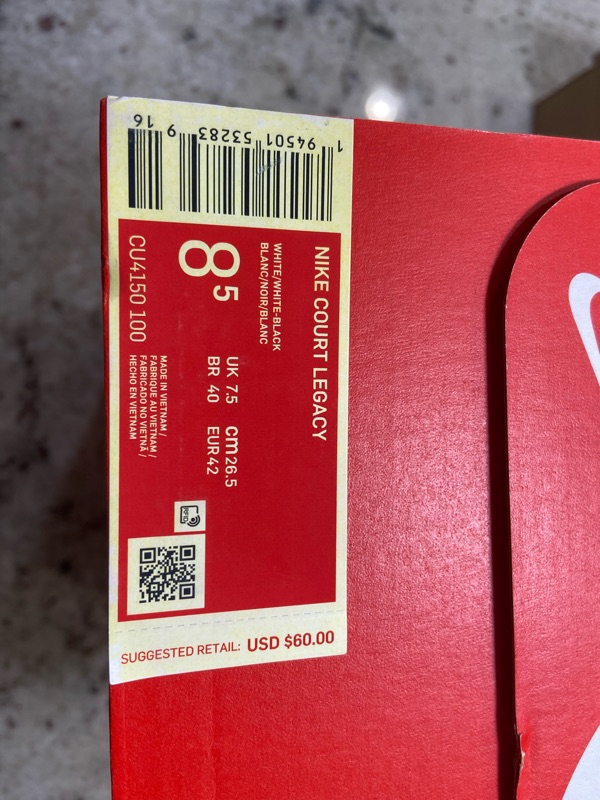 NIKE COURT LEGACY
WHITE/WHITE-BLACK
BLANC/NOIR/BLANC
8.5
UK 7.5 cm 26.5
BR 40 EUR 42
CU4150 100
MADE IN VIETNAM /
FABRIQUE AU VIETNAM /
FABRICADO NO VIETNÃ /
HECHO EN VIETNAM
RFID
1 94501 53283 9 16
SUGGESTED RETAIL: USD $60.00